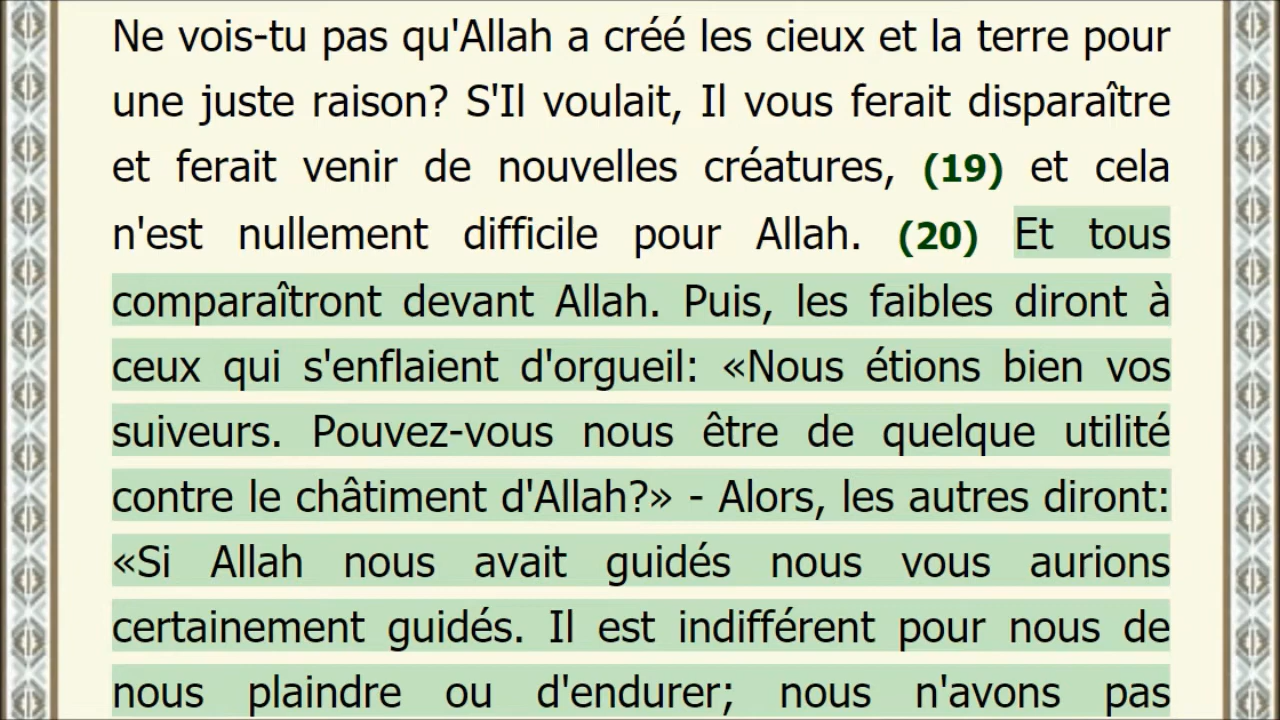 Ne vois-tu pas qu'Allah a créé les cieux et la terre pour
une juste raison? S'Il voulait, Il vous ferait disparaître
et ferait venir de nouvelles créatures, (19) et cela
n'est nullement difficile pour Allah. (20) Et tous
comparaîtront devant Allah. Puis, les faibles diront à
ceux qui s'enflaient d'orgueil: «Nous étions bien vos
suiveurs. Pouvez-vous nous être de quelque utilité
contre le châtiment d'Allah?» - Alors, les autres diront:
«Si Allah nous avait guidés nous vous aurions
certainement guidés. Il est indifférent pour nous de
nous plaindre ou d'endurer; nous n'avons pas